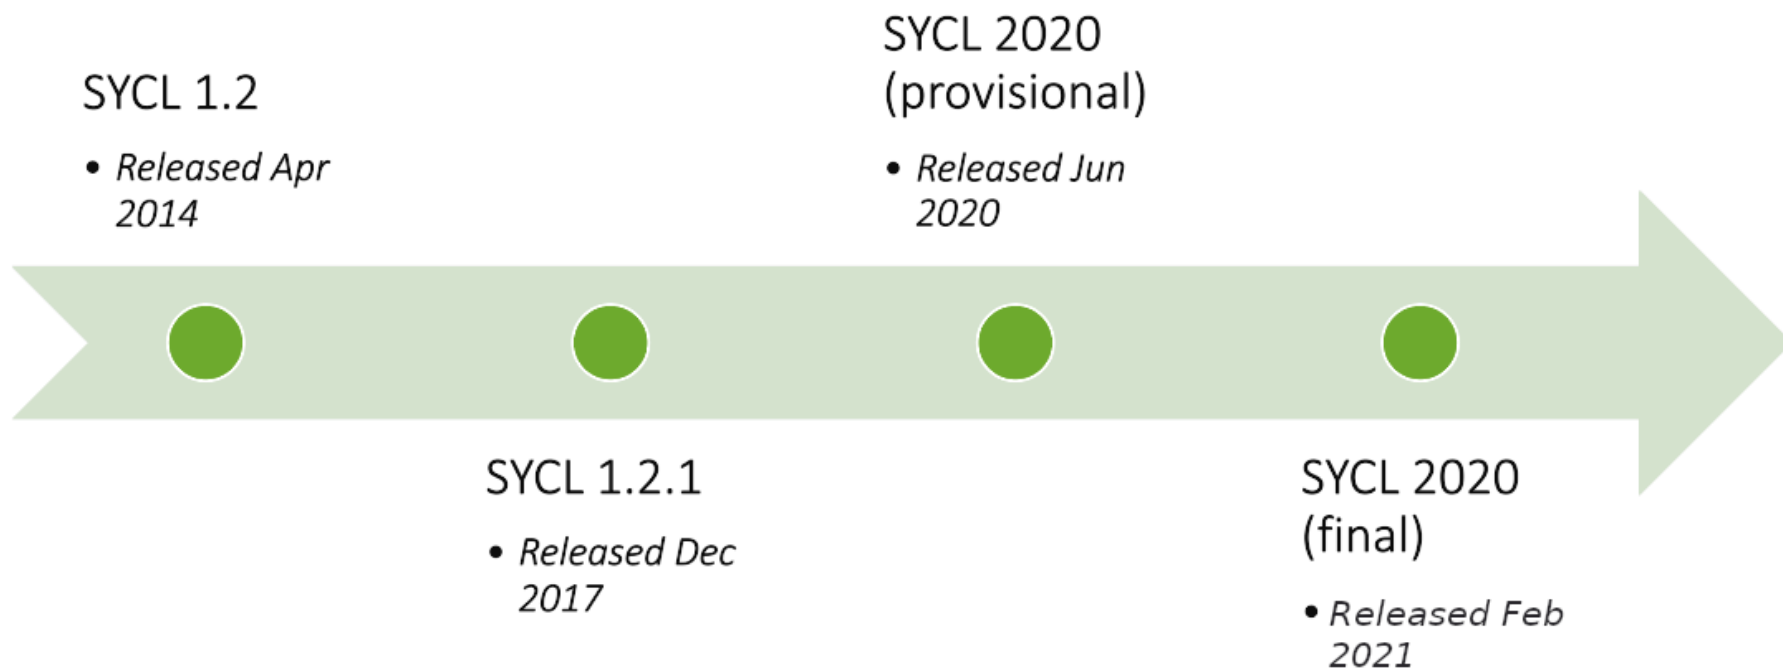 SYCL 1.2
• Released Apr
2014
SYCL 1.2.1
• Released Dec
2017
SYCL 2020
(provisional)
• Released Jun
2020
SYCL 2020
(final)
• Released Feb
2021